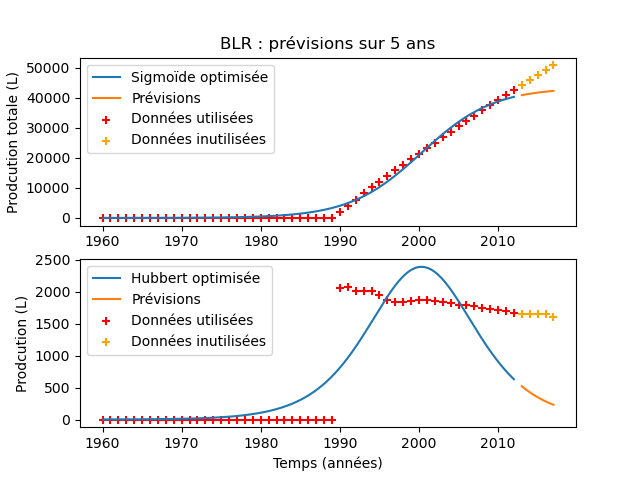 BLR : prévisions sur 5 ans
Prodcution totale (L)
50000
40000
30000
20000
10000
0
Sigmoïde optimisée
Prévisions
Données utilisées
Données inutilisées
1960 1970 1980 1990 2000 2010
Prodcution (L)
2500
2000
1500
1000
500
0
Hubbert optimisée
Prévisions
Données utilisées
Données inutilisées
1960 1970 1980 1990 2000 2010
Temps (années)